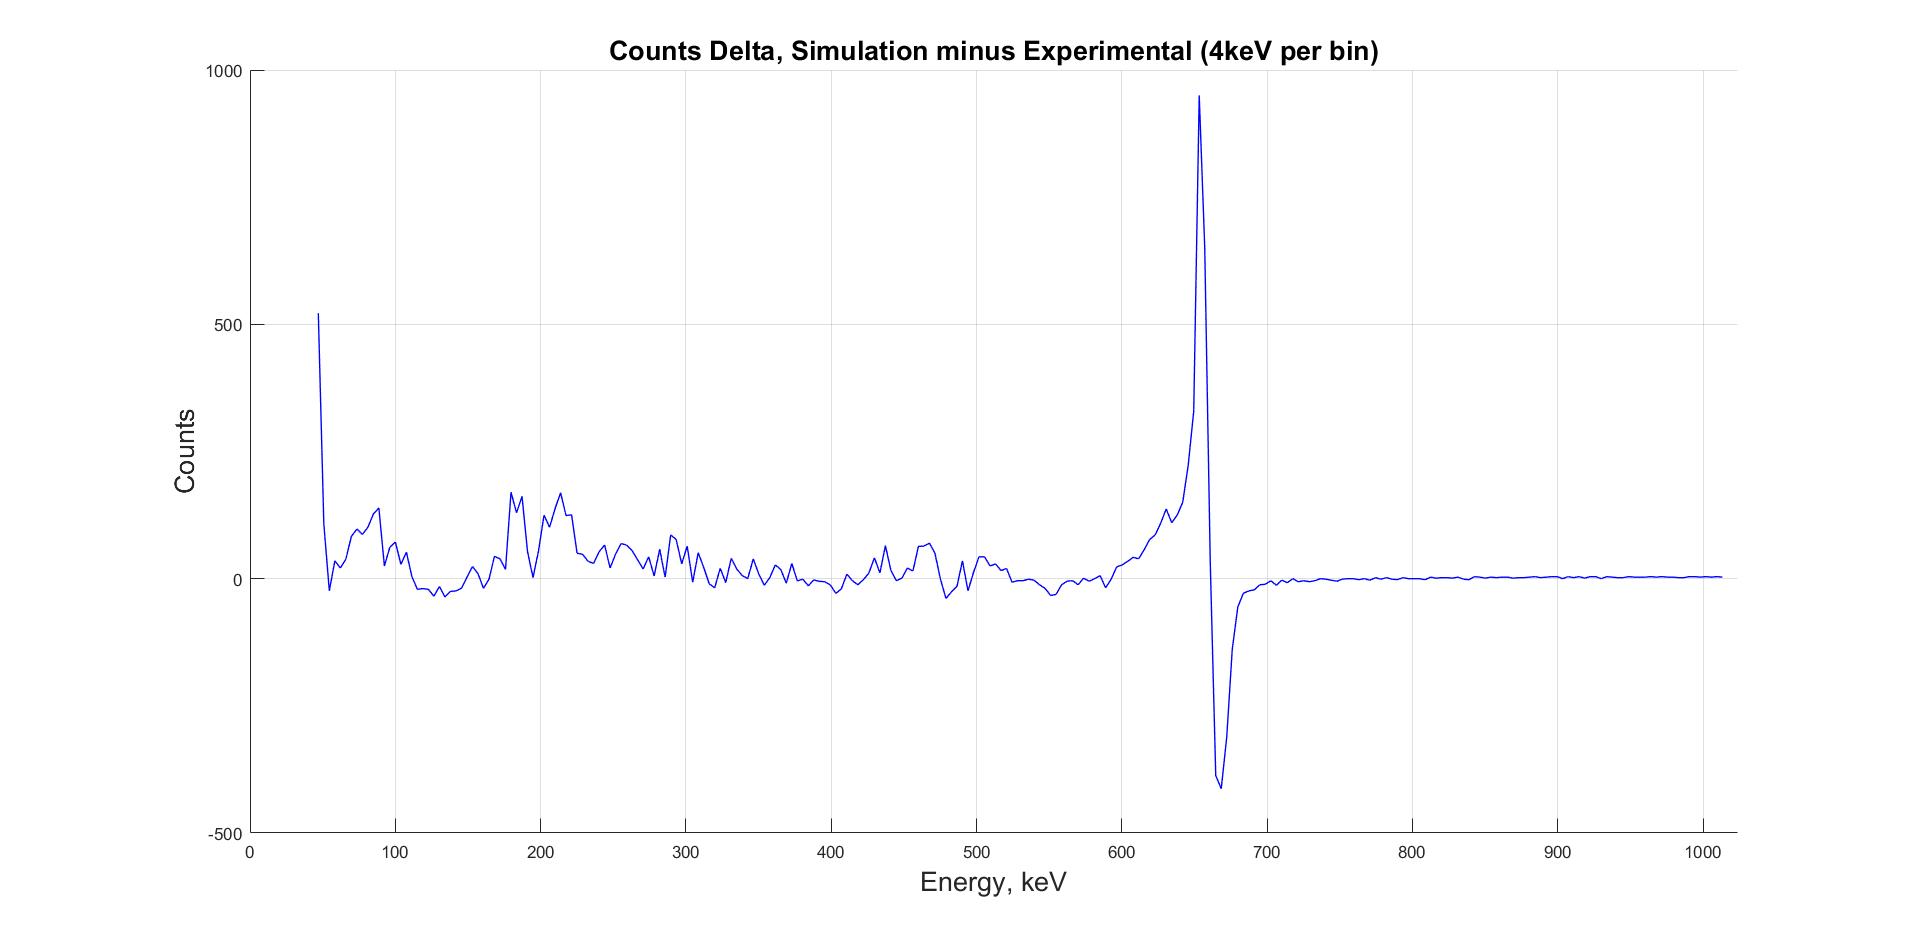 Counts Delta, Simulation minus Experimental (4keV per bin)
1000
500
0
-500
Counts
0 100 200 300 400 500 600 700 800 900 1000
Energy, keV